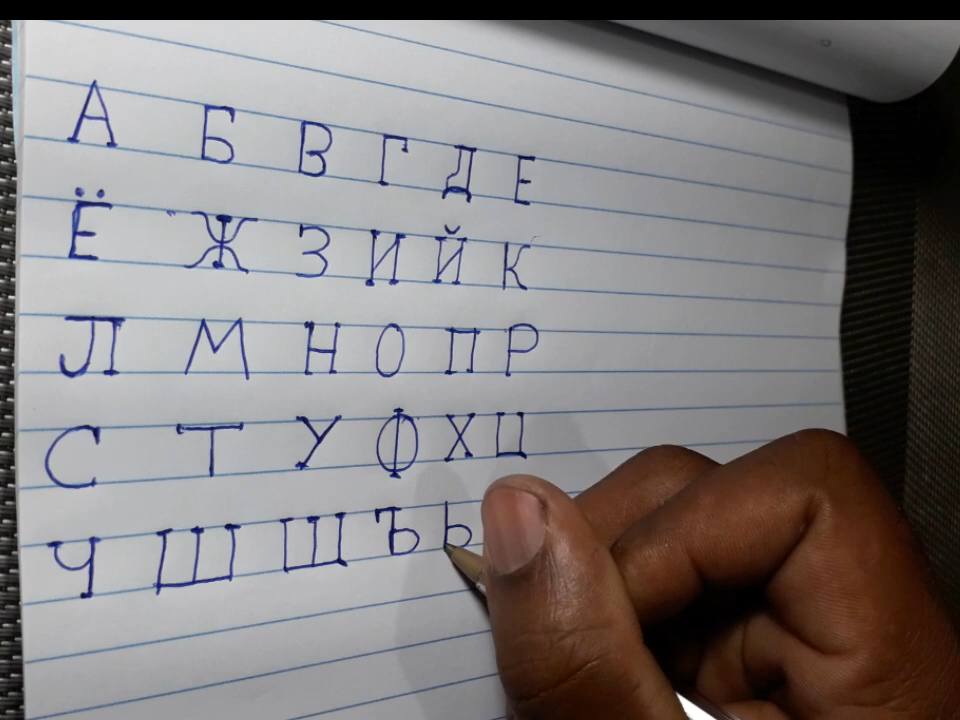 А Б В Г Д Е
Ё Ж З И Й К
Л М Н О П Р
С Т У Ф Х Ц
Ч Ш Щ Ъ Ь